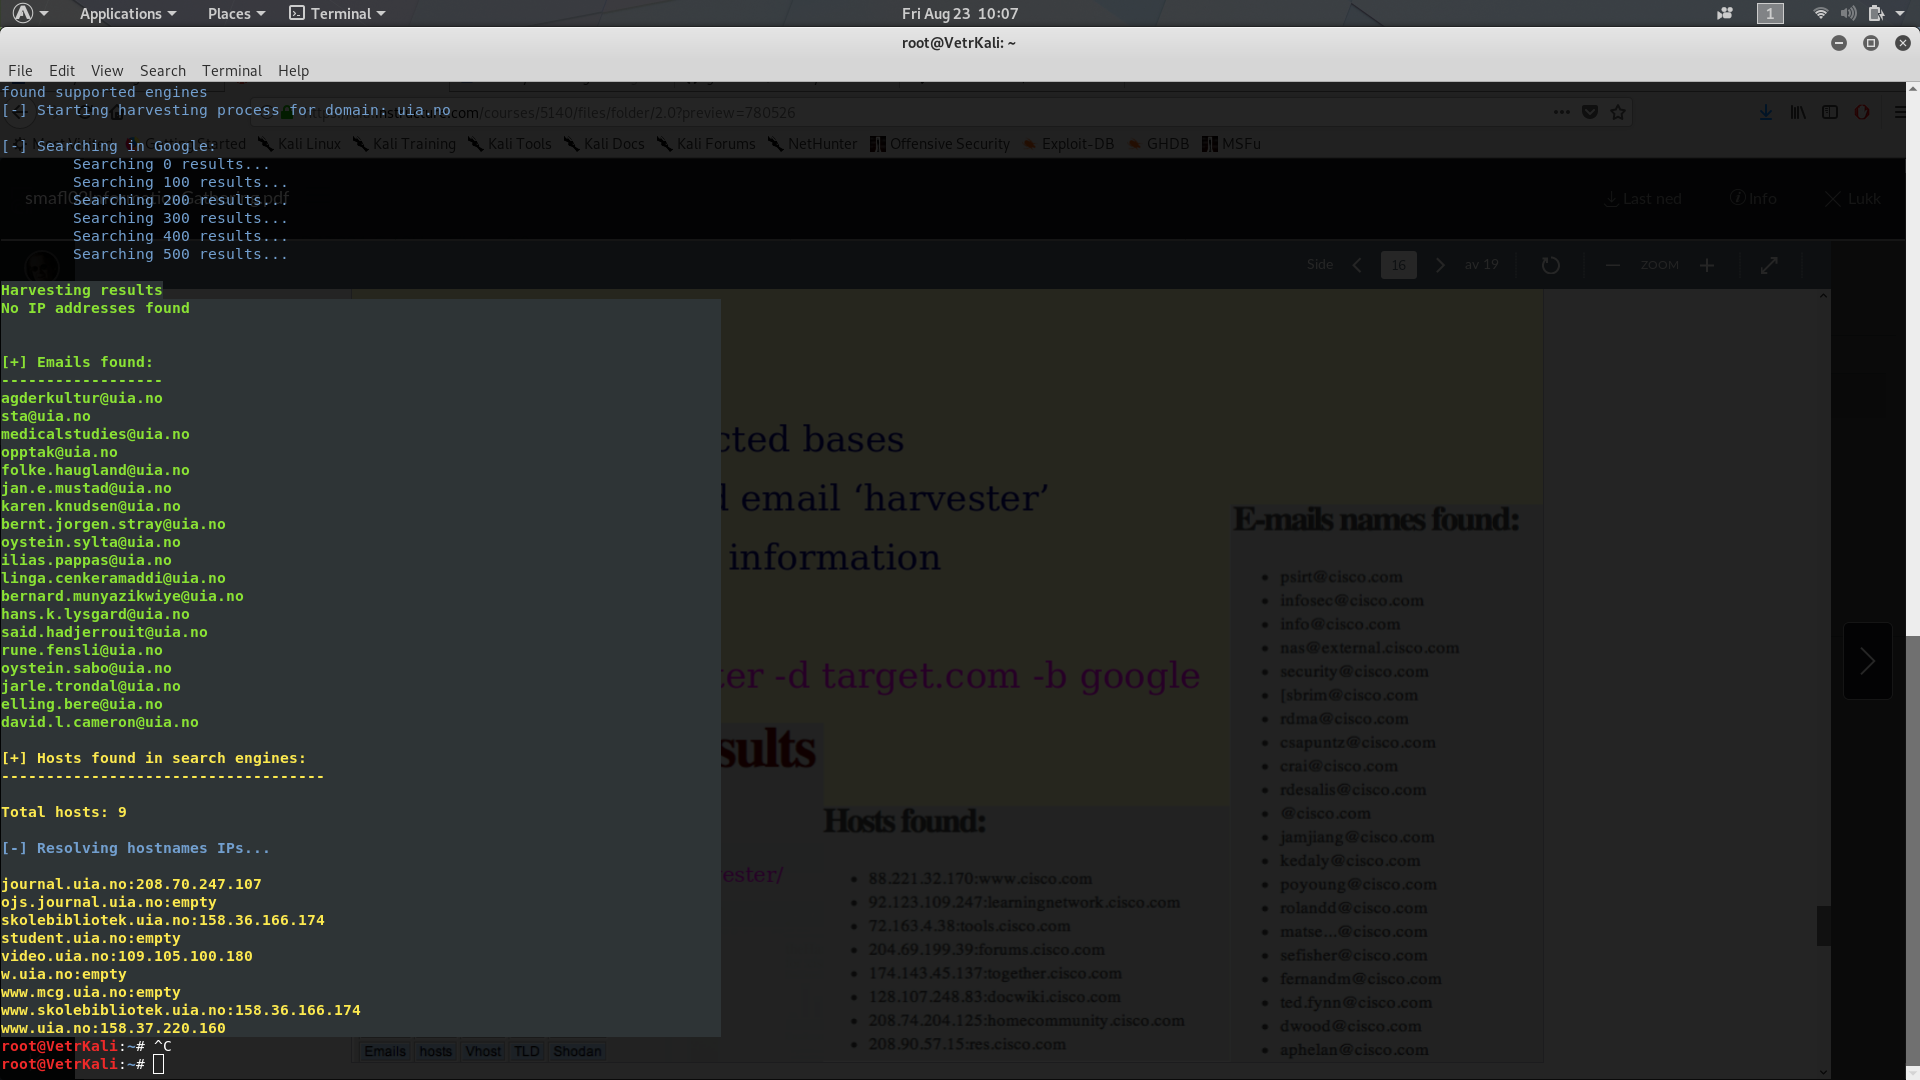 Applications Places Terminal Fri Aug 23 10:07 1
root@VetrKali: ~
File Edit View Search Terminal Help
found supported engines
[-] Starting harvesting process for domain: uia.no
.com/courses/5140/files/folder/2.0?preview=780526
Kali Linux Kali Training Kali Tools Kali Docs Kali Forums NetHunter Offensive Security Exploit-DB GHDB MSFu
[-] Searching in Google:
Searching 0 results...
Searching 100 results...
Searching 200 results...
Searching 300 results...
Searching 400 results...
Searching 500 results...
Last ned Info Lukk
Side 16 av 19 ZOOM
Harvesting results
No IP addresses found
[+] Emails found:
------------------
agderkultur@uia.no
sta@uia.no
medicalstudies@uia.no
opptak@uia.no
folke.haugland@uia.no
jan.e.mustad@uia.no
karen.knudsen@uia.no
bernt.jorgen.stray@uia.no
oystein.sylta@uia.no
ilias.pappas@uia.no
linga.cenkeramaddi@uia.no
bernard.munyazikwiye@uia.no
hans.k.lysgard@uia.no
said.hadjerrouit@uia.no
rune.fensli@uia.no
oystein.sabo@uia.no
jarle.trondal@uia.no
elling.bere@uia.no
david.l.cameron@uia.no
[+] Hosts found in search engines:
------------------------------------
Total hosts: 9
[-] Resolving hostnames IPs...
journal.uia.no:208.70.247.107
ojs.journal.uia.no:empty
skolebibliotek.uia.no:158.36.166.174
student.uia.no:empty
video.uia.no:109.105.100.180
w.uia.no:empty
www.mcg.uia.no:empty
www.skolebibliotek.uia.no:158.36.166.174
www.uia.no:158.37.220.160
root@VetrKali:~# ^C
root@VetrKali:~#
cted bases
d email ‘harvester’
information
ter -d target.com -b google
sults
vester/
Hosts found:
88.221.32.170:www.cisco.com
92.123.109.247:learningnetwork.cisco.com
72.163.4.38:tools.cisco.com
204.69.199.39:forums.cisco.com
174.143.45.137:together.cisco.com
128.107.248.83:docwiki.cisco.com
208.74.204.125:homecommunity.cisco.com
208.90.57.15:res.cisco.com
E-mails names found:
psirt@cisco.com
infosec@cisco.com
info@cisco.com
nas@external.cisco.com
security@cisco.com
[sbrim@cisco.com
rdma@cisco.com
csapuntz@cisco.com
crai@cisco.com
rdesalis@cisco.com
@cisco.com
jamjiang@cisco.com
kedaly@cisco.com
poyoung@cisco.com
rolandd@cisco.com
matse...@cisco.com
sefisher@cisco.com
fernandm@cisco.com
ted.fynn@cisco.com
dwood@cisco.com
aphelan@cisco.com
Emails hosts Vhost TLD Shodan